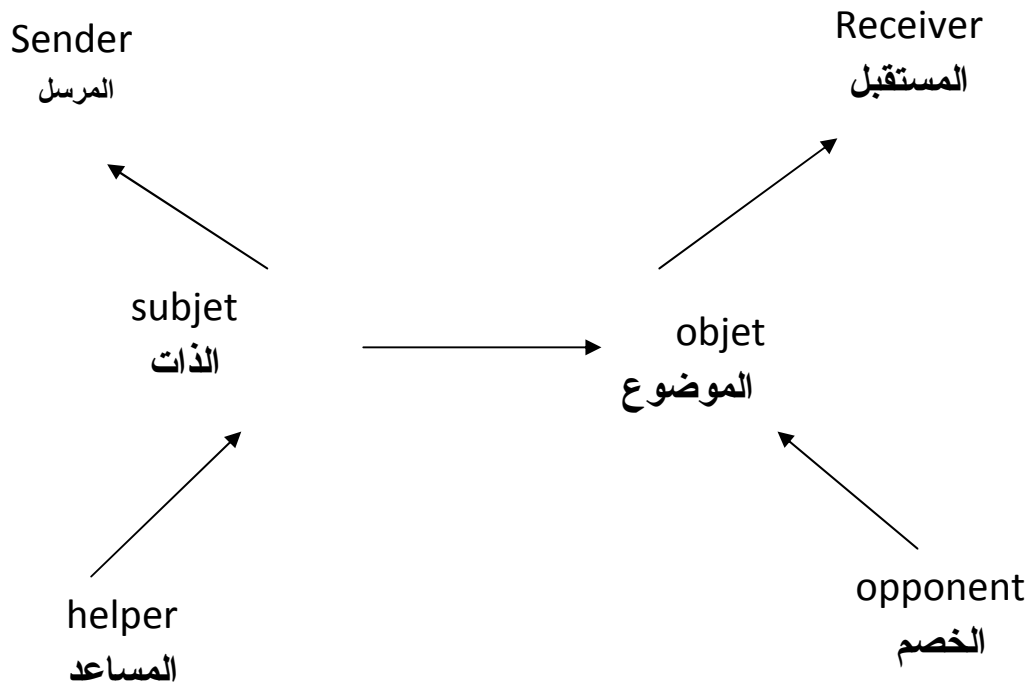 Sender
المرسل
Receiver
المستقبل
subjet
الذات
objet
الموضوع
helper
المساعد
opponent
الخصم